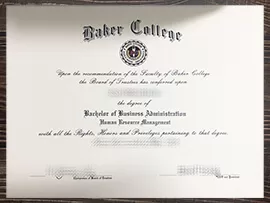 Baker College
Upon the recommendation of the Faculty of Baker College
the Board of Trustees has conferred upon
the degree of
Bachelor of Business Administration
Human Resource Management
with all the Rights, Honors and Privileges pertaining to that degree